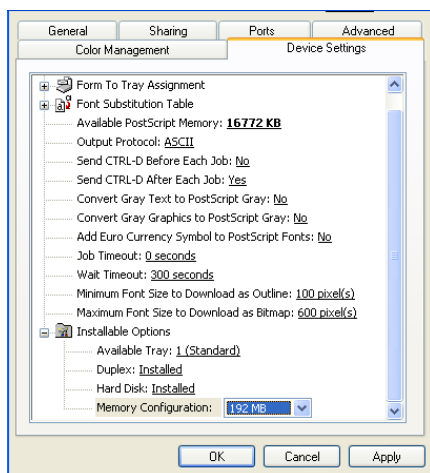 General Sharing Ports Advanced
Color Management Device Settings
Form To Tray Assignment
Font Substitution Table
Available PostScript Memory: 16772 KB
Output Protocol: ASCII
Send CTRL-D Before Each Job: No
Send CTRL-D After Each Job: Yes
Convert Gray Text to PostScript Gray: No
Convert Gray Graphics to PostScript Gray: No
Add Euro Currency Symbol to PostScript Fonts: No
Job Timeout: 0 seconds
Wait Timeout: 300 seconds
Minimum Font Size to Download as Outline: 100 pixel(s)
Maximum Font Size to Download as Bitmap: 600 pixel(s)
Installable Options
Available Tray: 1 (Standard)
Duplex: Installed
Hard Disk: Installed
Memory Configuration: 192 MB
OK Cancel Apply